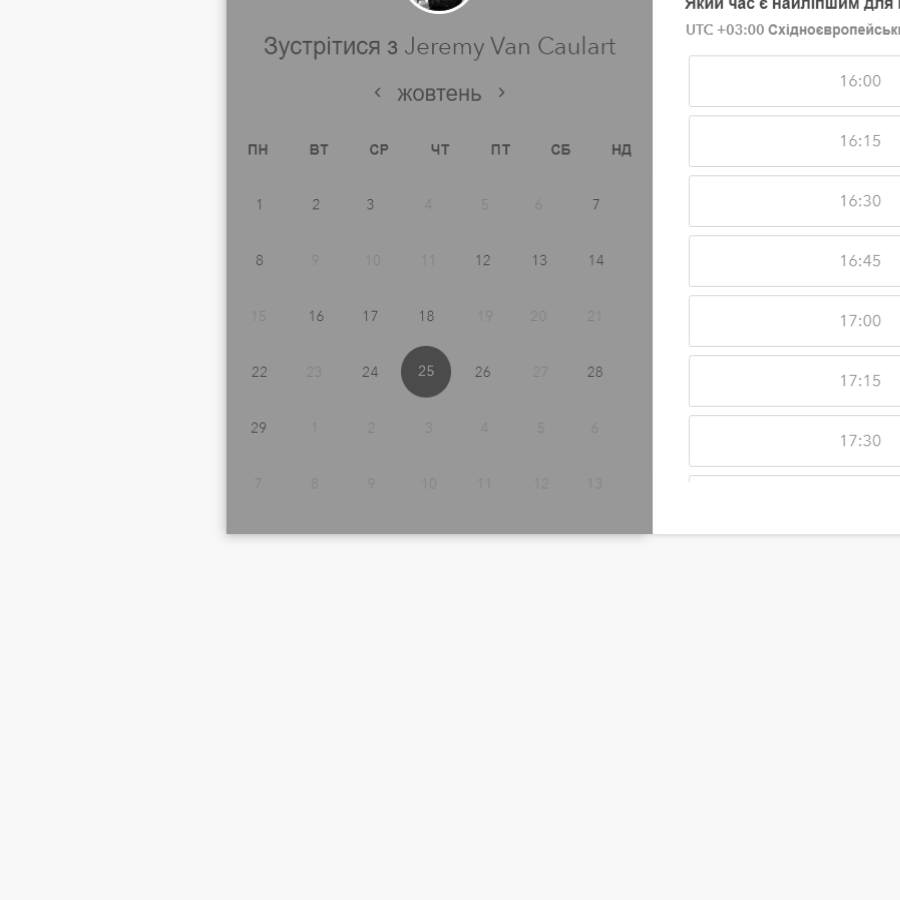 Зустрітися з Jeremy Van Caulart
‹ жовтень ›
ПН ВТ СР ЧТ ПТ СБ НД
1 2 3 4 5 6 7
8 9 10 11 12 13 14
15 16 17 18 19 20 21
22 23 24 25 26 27 28
29 1 2 3 4 5 6
7 8 9 10 11 12 13
Який час є найліпшим для
UTC +03:00
16:00
16:15
16:30
16:45
17:00
17:15
17:30